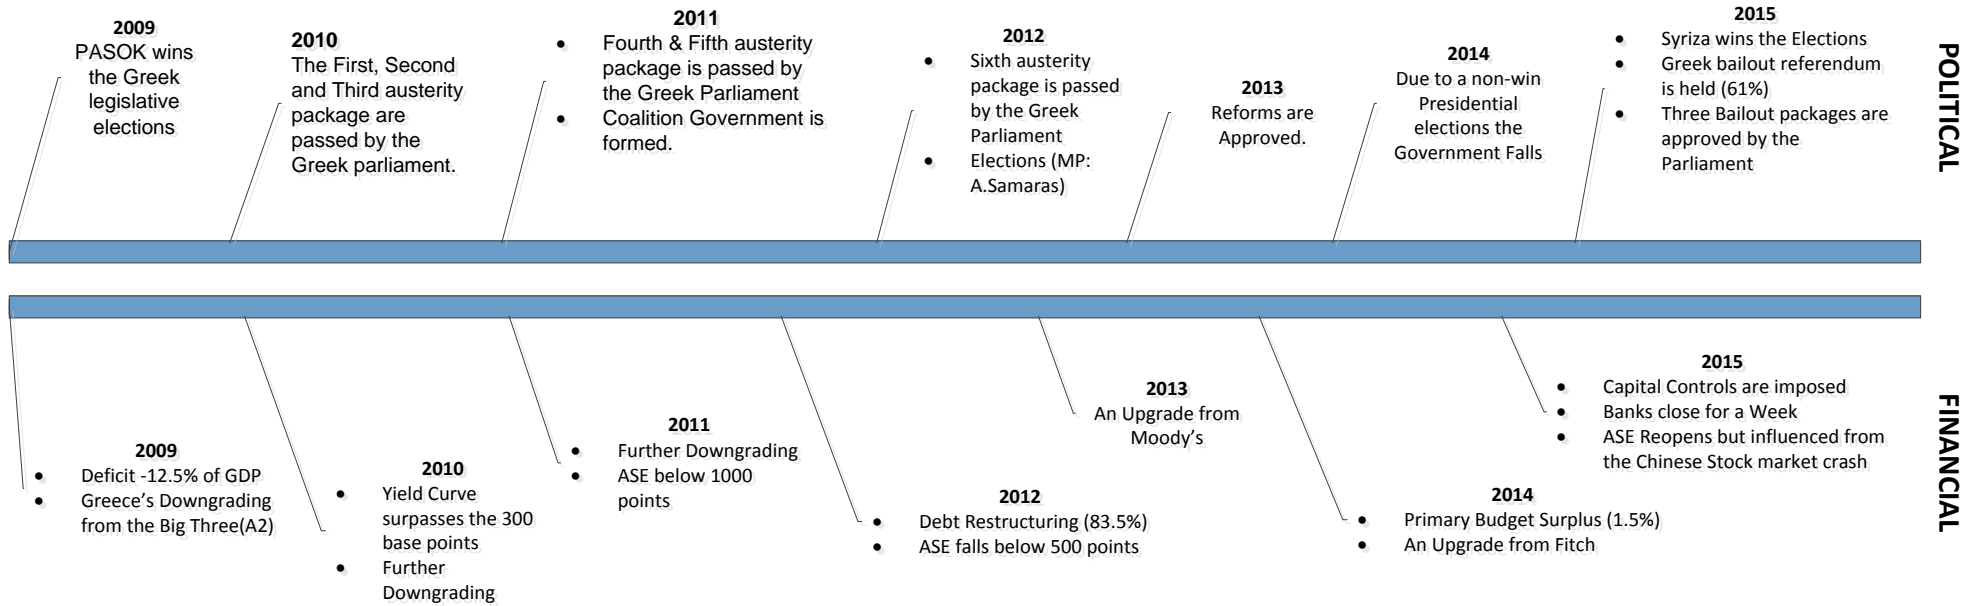 2009
PASOK wins
the Greek
legislative
elections
2010
The First, Second
and Third austerity
package are
passed by the
Greek parliament.
2011
• Fourth & Fifth austerity
package is passed by
the Greek Parliament
• Coalition Government is
formed.
2012
• Sixth austerity
package is passed
by the Greek
Parliament
• Elections (MP:
A.Samaras)
2013
Reforms are
Approved.
2014
Due to a non-win
Presidential
elections the
Government Falls
2015
• Syriza wins the Elections
• Greek bailout referendum
is held (61%)
• Three Bailout packages are
approved by the
Parliament
POLITICAL
2009
• Deficit -12.5% of GDP
• Greece’s Downgrading
from the Big Three(A2)
2010
• Yield Curve
surpasses the 300
base points
• Further
Downgrading
2011
• Further Downgrading
• ASE below 1000
points
2012
• Debt Restructuring (83.5%)
• ASE falls below 500 points
2013
An Upgrade from
Moody’s
2014
• Primary Budget Surplus (1.5%)
• An Upgrade from Fitch
2015
• Capital Controls are imposed
• Banks close for a Week
• ASE Reopens but influenced from
the Chinese Stock market crash
FINANCIAL